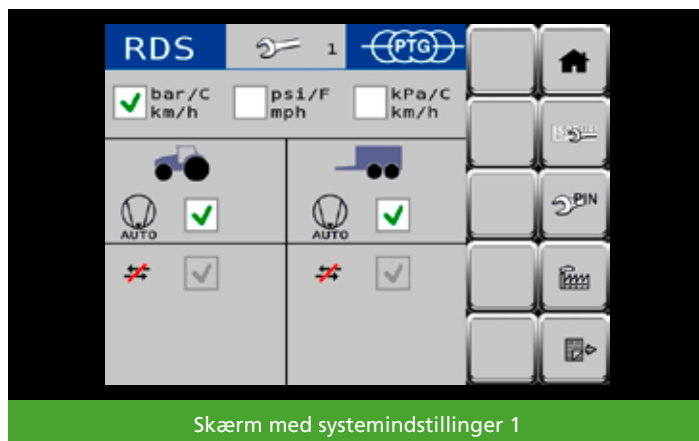 RDS 1 PTG
bar/C psi/F kPa/C
km/h mph km/h
AUTO AUTO
PIN
Skærm med systemindstillinger 1